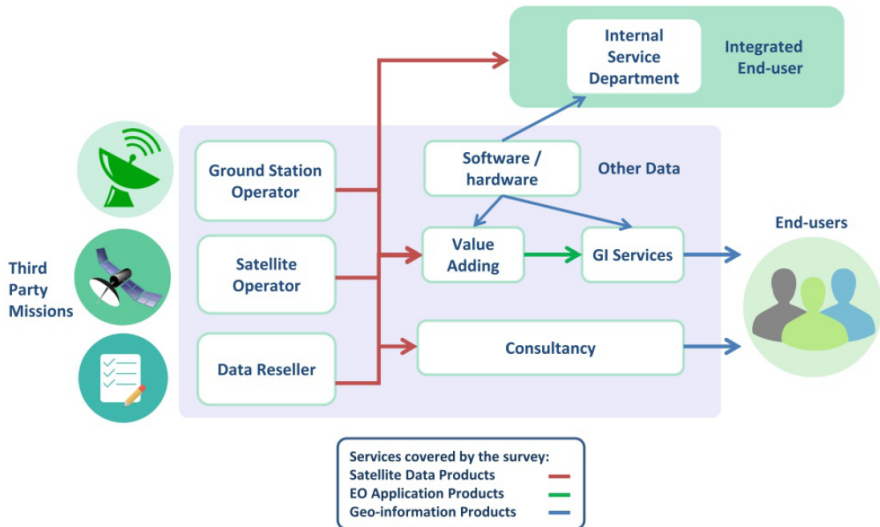 Internal
Service
Department
Integrated
End-user
Ground Station
Operator
Software /
hardware
Other Data
Third
Party
Missions
Satellite
Operator
Value
Adding
GI Services
End-users
Data Reseller
Consultancy
Services covered by the survey:
Satellite Data Products
EO Application Products
Geo-information Products